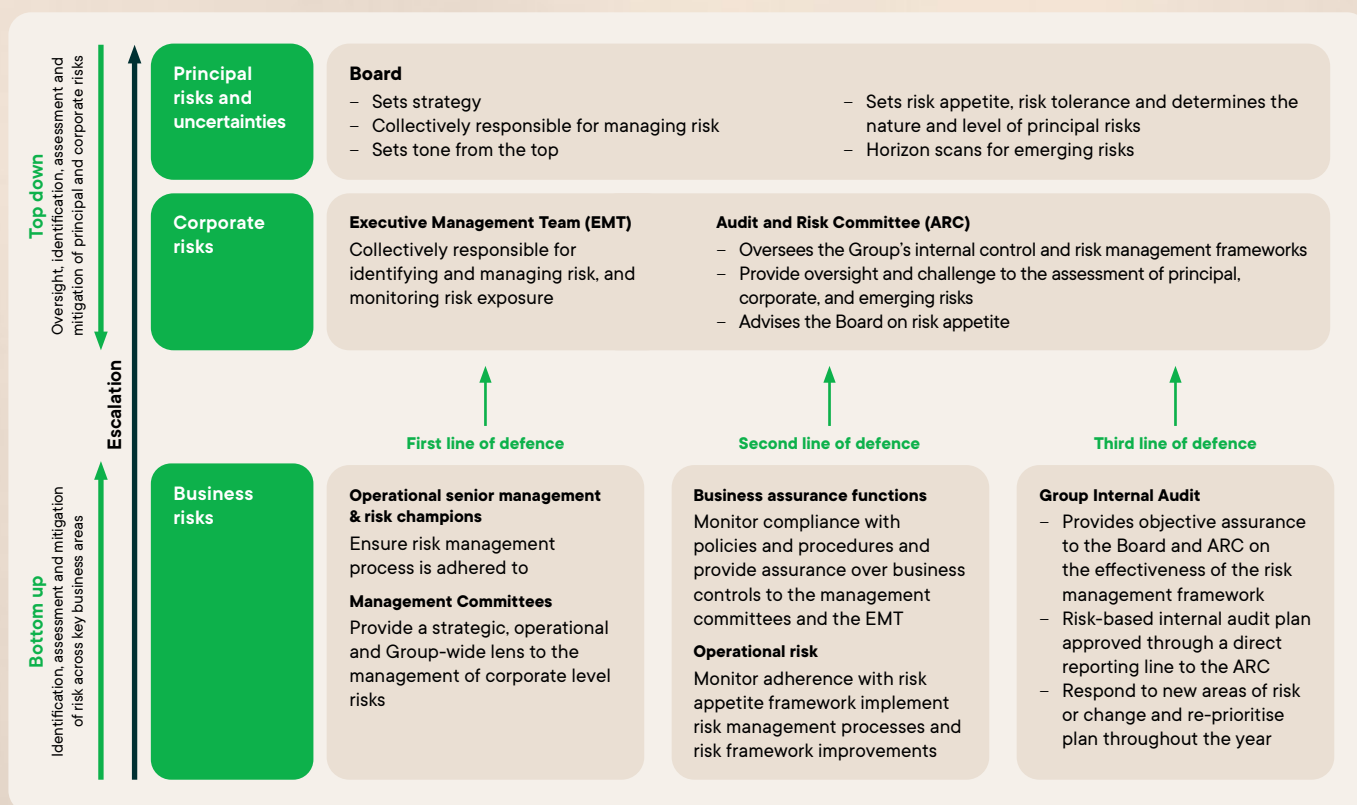 Top down
Oversight, identification, assessment and
mitigation of principal and corporate risks
Escalation
Bottom up
Identification, assessment and mitigation
of risk across key business areas
Principal
risks and
uncertainties
Board
– Sets strategy
– Collectively responsible for managing risk
– Sets tone from the top
– Sets risk appetite, risk tolerance and determines the
nature and level of principal risks
– Horizon scans for emerging risks
Corporate
risks
Executive Management Team (EMT)
Collectively responsible for
identifying and managing risk, and
monitoring risk exposure
Audit and Risk Committee (ARC)
– Oversees the Group’s internal control and risk management frameworks
– Provide oversight and challenge to the assessment of principal,
corporate, and emerging risks
– Advises the Board on risk appetite
First line of defence
Second line of defence
Third line of defence
Business
risks
Operational senior management
& risk champions
Ensure risk management
process is adhered to
Management Committees
Provide a strategic, operational
and Group-wide lens to the
management of corporate level
risks
Business assurance functions
Monitor compliance with
policies and procedures and
provide assurance over business
controls to the management
committees and the EMT
Operational risk
Monitor adherence with risk
appetite framework implement
risk management processes and
risk framework improvements
Group Internal Audit
– Provides objective assurance
to the Board and ARC on
the effectiveness of the risk
management framework
– Risk-based internal audit plan
approved through a direct
reporting line to the ARC
– Respond to new areas of risk
or change and re-prioritise
plan throughout the year